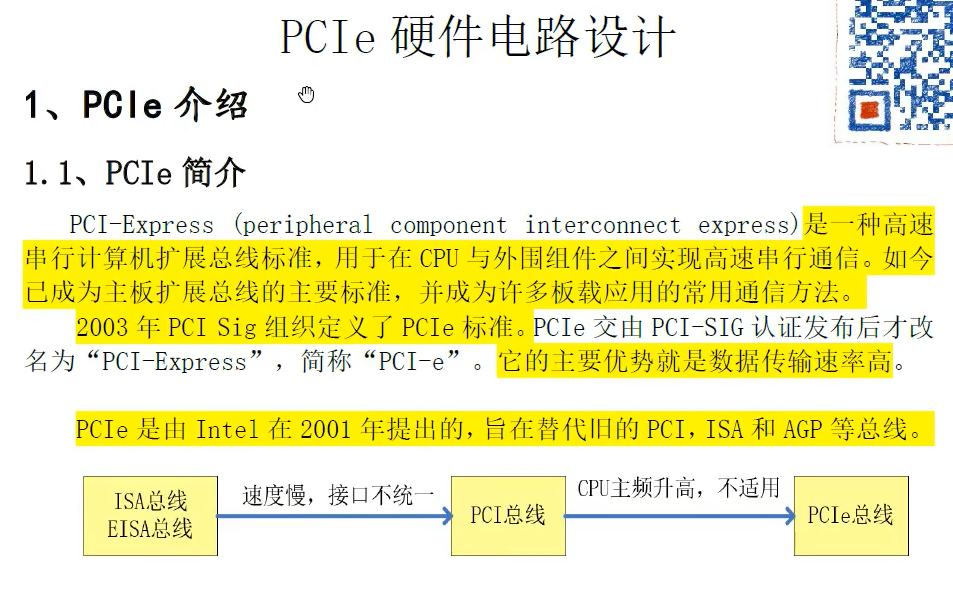 PCIe 硬件电路设计
1、PCIe 介绍
1.1、PCIe 简介
PCI-Express (peripheral component interconnect express)是一种高速
串行计算机扩展总线标准，用于在 CPU 与外围组件之间实现高速串行通信。如今
已成为主板扩展总线的主要标准，并成为许多板载应用的常用通信方法。
2003 年 PCI Sig 组织定义了 PCIe 标准。PCIe 交由 PCI-SIG 认证发布后才改
名为“PCI-Express”，简称“PCI-e”。它的主要优势就是数据传输速率高。
PCIe 是由 Intel 在 2001 年提出的，旨在替代旧的 PCI，ISA 和 AGP 等总线。
ISA总线
EISA总线
速度慢，接口不统一
PCI总线
CPU主频升高，不适用
PCIe总线